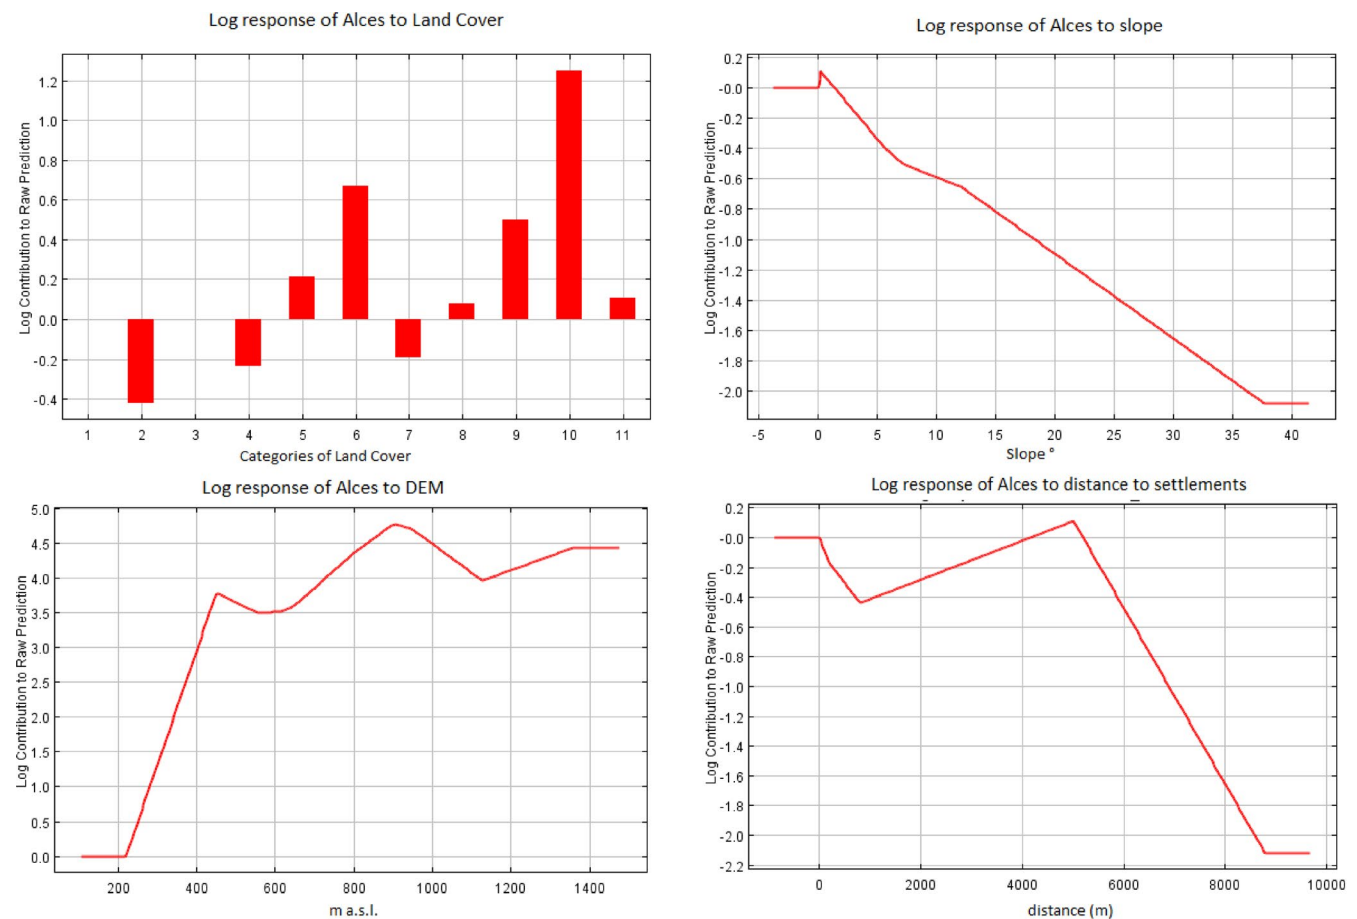 Log response of Alces to Land Cover
Log Contribution to Raw Prediction
1.2
1.0
0.8
0.6
0.4
0.2
0.0
-0.2
-0.4
1 2 3 4 5 6 7 8 9 10 11
Categories of Land Cover
Log response of Alces to slope
Log Contribution to Raw Prediction
0.2
-0.0
-0.2
-0.4
-0.6
-0.8
-1.0
-1.2
-1.4
-1.6
-1.8
-2.0
-5 0 5 10 15 20 25 30 35 40
Slope °
Log response of Alces to DEM
Log Contribution to Raw Prediction
5.0
4.5
4.0
3.5
3.0
2.5
2.0
1.5
1.0
0.5
0.0
200 400 600 800 1000 1200 1400
m a.s.l.
Log response of Alces to distance to settlements
Log Contribution to Raw Prediction
0.2
-0.0
-0.2
-0.4
-0.6
-0.8
-1.0
-1.2
-1.4
-1.6
-1.8
-2.0
-2.2
0 2000 4000 6000 8000 10000
distance (m)